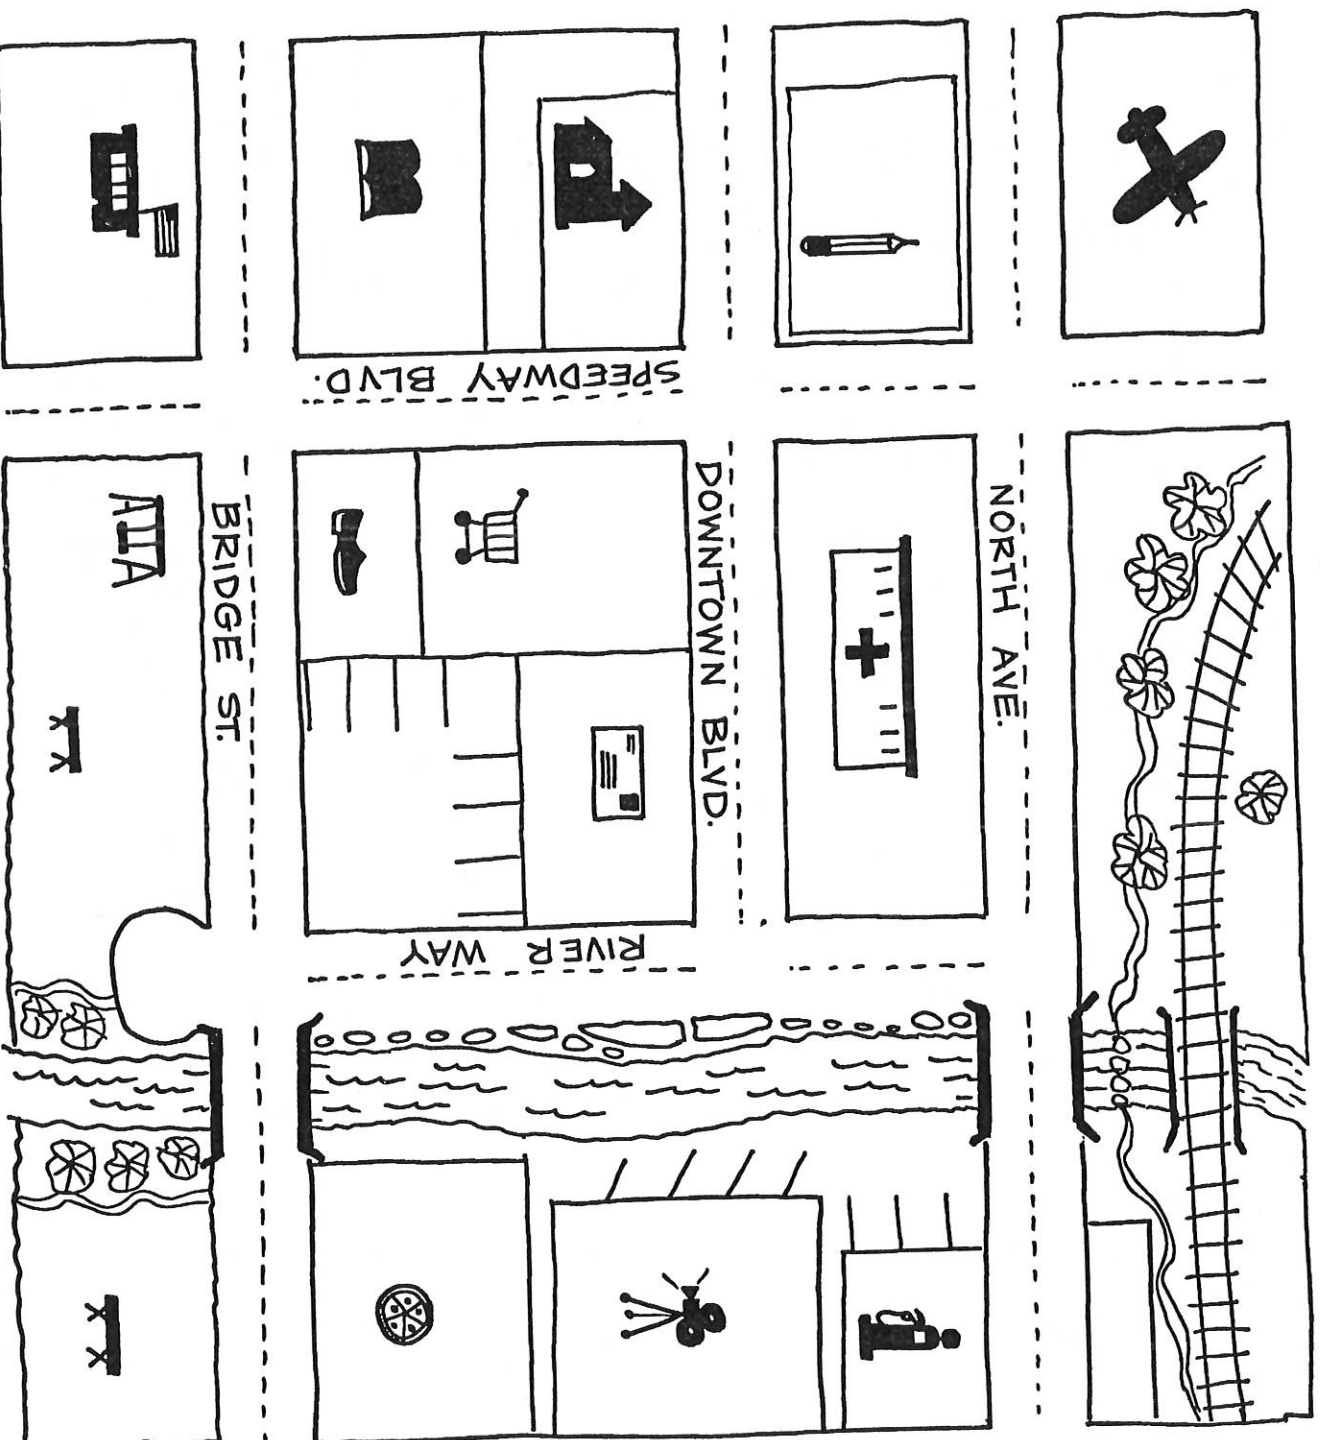 SPEEDWAY BLVD.
BRIDGE ST.
DOWNTOWN BLVD.
NORTH AVE.
RIVER WAY